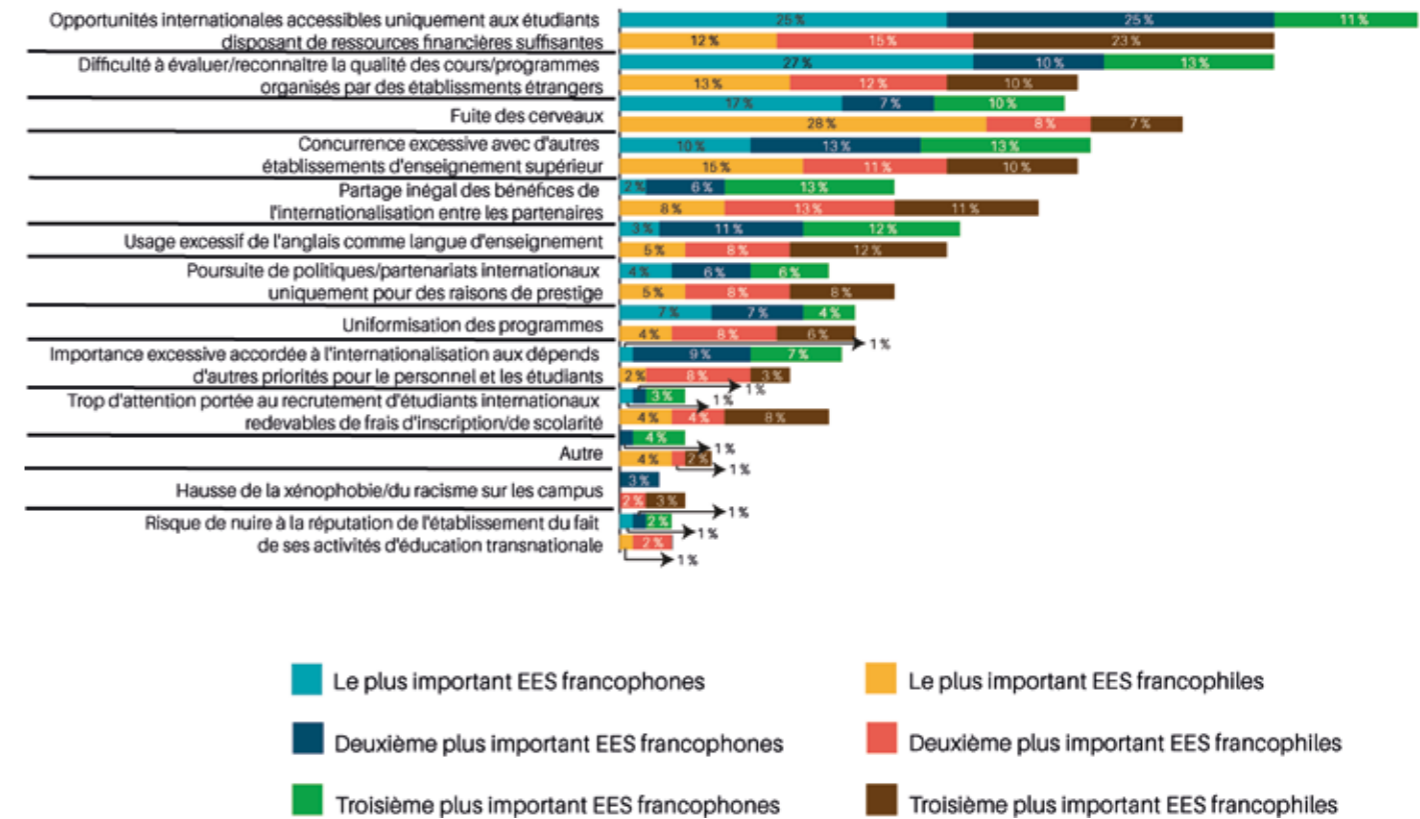 Opportunités internationales accessibles uniquement aux étudiants
25 % 25 % 11 %
disposant de ressources financières suffisantes
12 % 15 % 23 %
Difficulté à évaluer/reconnaître la qualité des cours/programmes
27 % 10 % 13 %
organisés par des établissments étrangers
13 % 12 % 10 %
17 % 7 % 10 %
Fuite des cerveaux
28 % 8 % 7 %
Concurrence excessive avec d'autres
10 % 13 % 13 %
établissements d'enseignement supérieur
15 % 11 % 10 %
Partage inégal des bénéfices de
2 % 6 % 13 %
l'internationalisation entre les partenaires
8 % 13 % 11 %
3 % 11 % 12 %
Usage excessif de l'anglais comme langue d'enseignement
5 % 8 % 12 %
Poursuite de politiques/partenariats internationaux
4 % 6 % 6 %
uniquement pour des raisons de prestige
5 % 8 % 8 %
7 % 7 % 4 %
Uniformisation des programmes
4 % 8 % 6 %
1 %
Importance excessive accordée à l'internationalisation aux dépends
9 % 7 %
d'autres priorités pour le personnel et les étudiants
2 % 8 % 3 %
1 %
Trop d'attention portée au recrutement d'étudiants internationaux
3 % 1 %
redevables de frais d'inscription/de scolarité
4 % 4 % 8 %
4 % 1 %
Autre
4 % 2 % 1 %
3 %
Hausse de la xénophobie/du racisme sur les campus
2 % 3 %
1 %
Risque de nuire à la réputation de l'établissement du fait
2 % 1 %
de ses activités d'éducation transnationale
2 %
1 %
Le plus important EES francophones
Le plus important EES francophiles
Deuxième plus important EES francophones
Deuxième plus important EES francophiles
Troisième plus important EES francophones
Troisième plus important EES francophiles